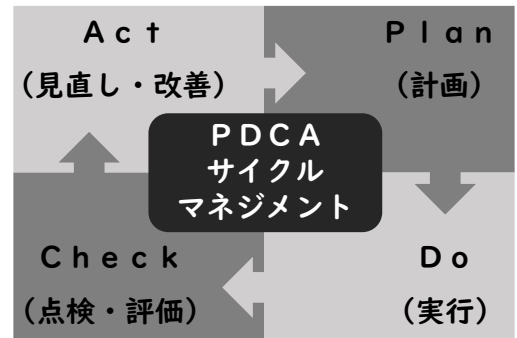 Ａｃｔ
（見直し・改善）
Ｐｌａｎ
（計画）
ＰＤＣＡ
サイクル
マネジメント
Ｃｈｅｃｋ
（点検・評価）
Ｄｏ
（実行）